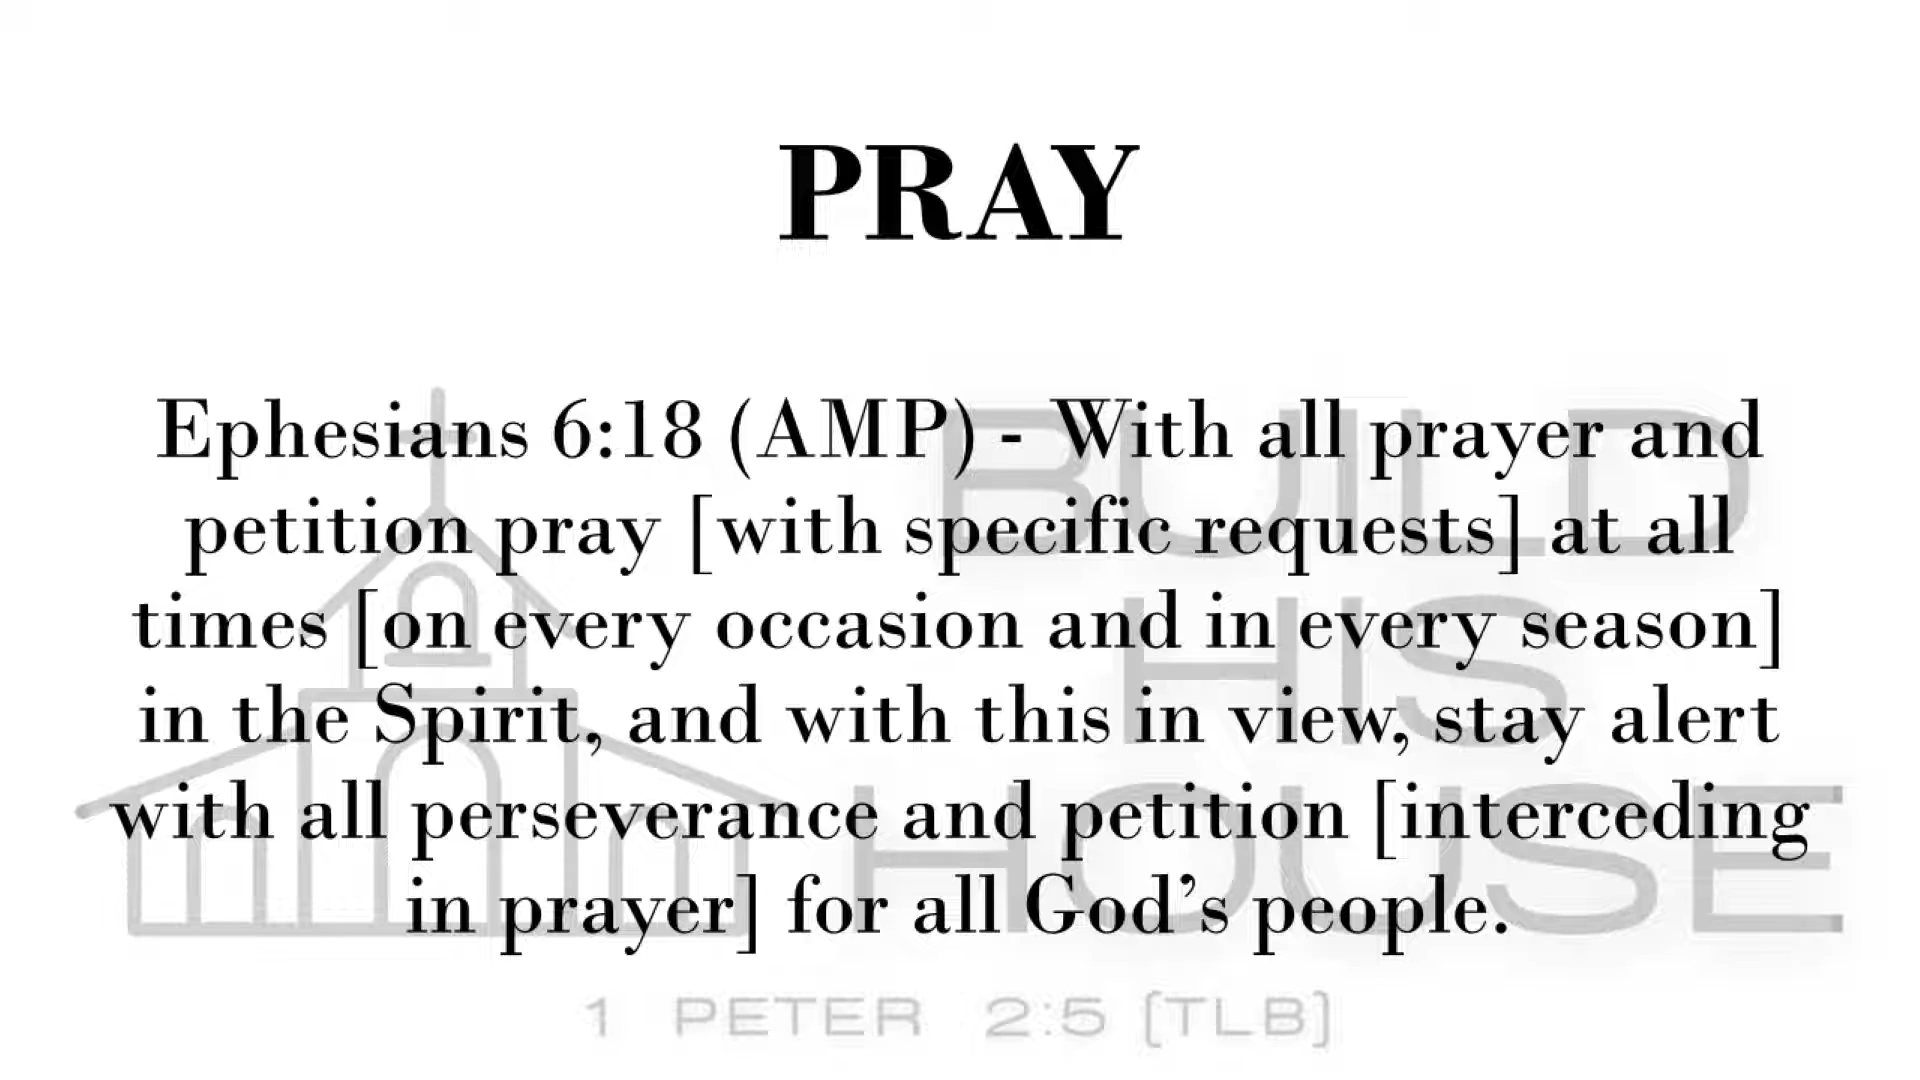 PRAY
Ephesians 6:18 (AMP) - With all prayer and
petition pray [with specific requests] at all
times [on every occasion and in every season]
in the Spirit, and with this in view, stay alert
with all perseverance and petition [interceding
in prayer] for all God’s people.
BUILD
HIS
HOUSE
1 PETER 2:5 [TLB]